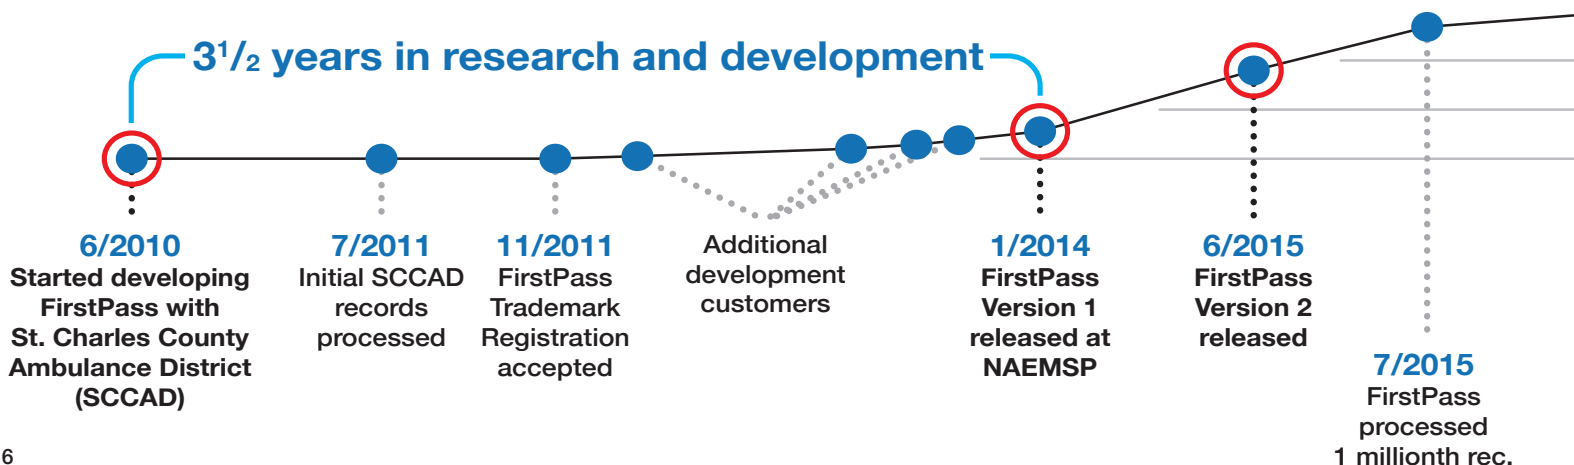 3 1/2 years in research and development
6/2010
Started developing
FirstPass with
St. Charles County
Ambulance District
(SCCAD)
7/2011
Initial SCCAD
records
processed
11/2011
FirstPass
Trademark
Registration
accepted
Additional
development
customers
1/2014
FirstPass
Version 1
released at
NAEMSP
6/2015
FirstPass
Version 2
released
7/2015
FirstPass
processed
1 millionth rec.
6